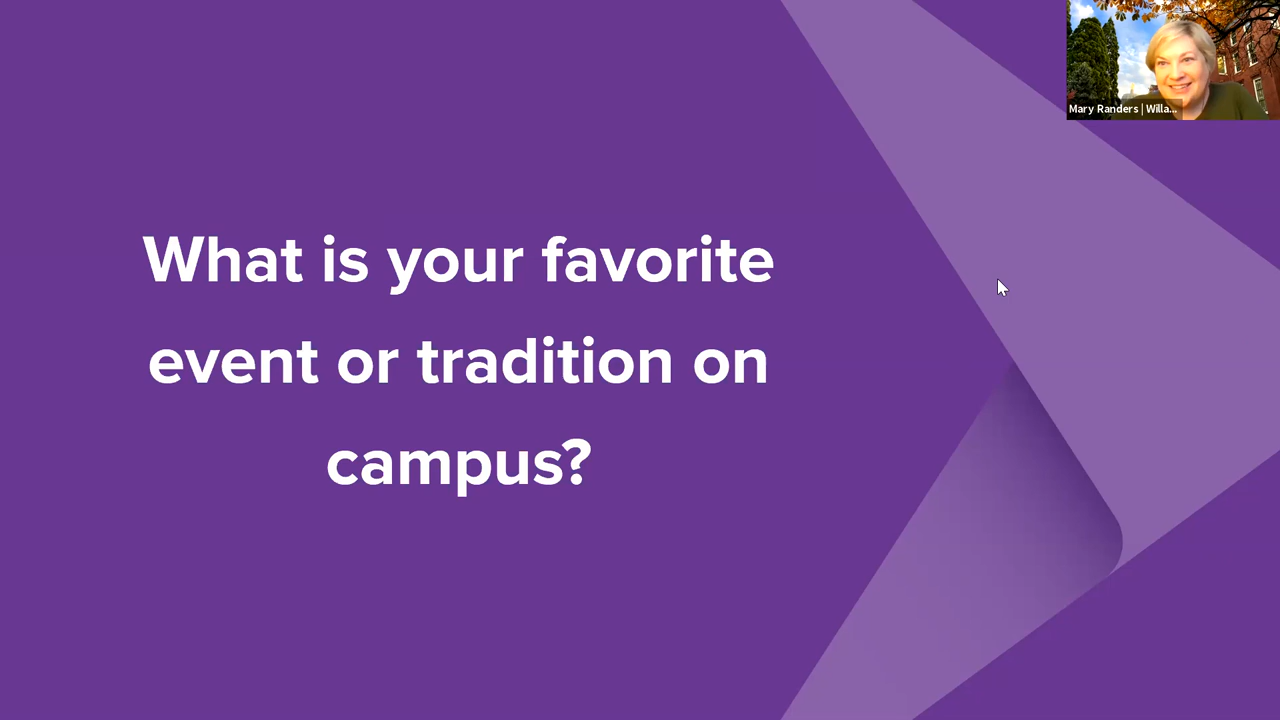 Mary Randers | Willa...
What is your favorite
event or tradition on
campus?